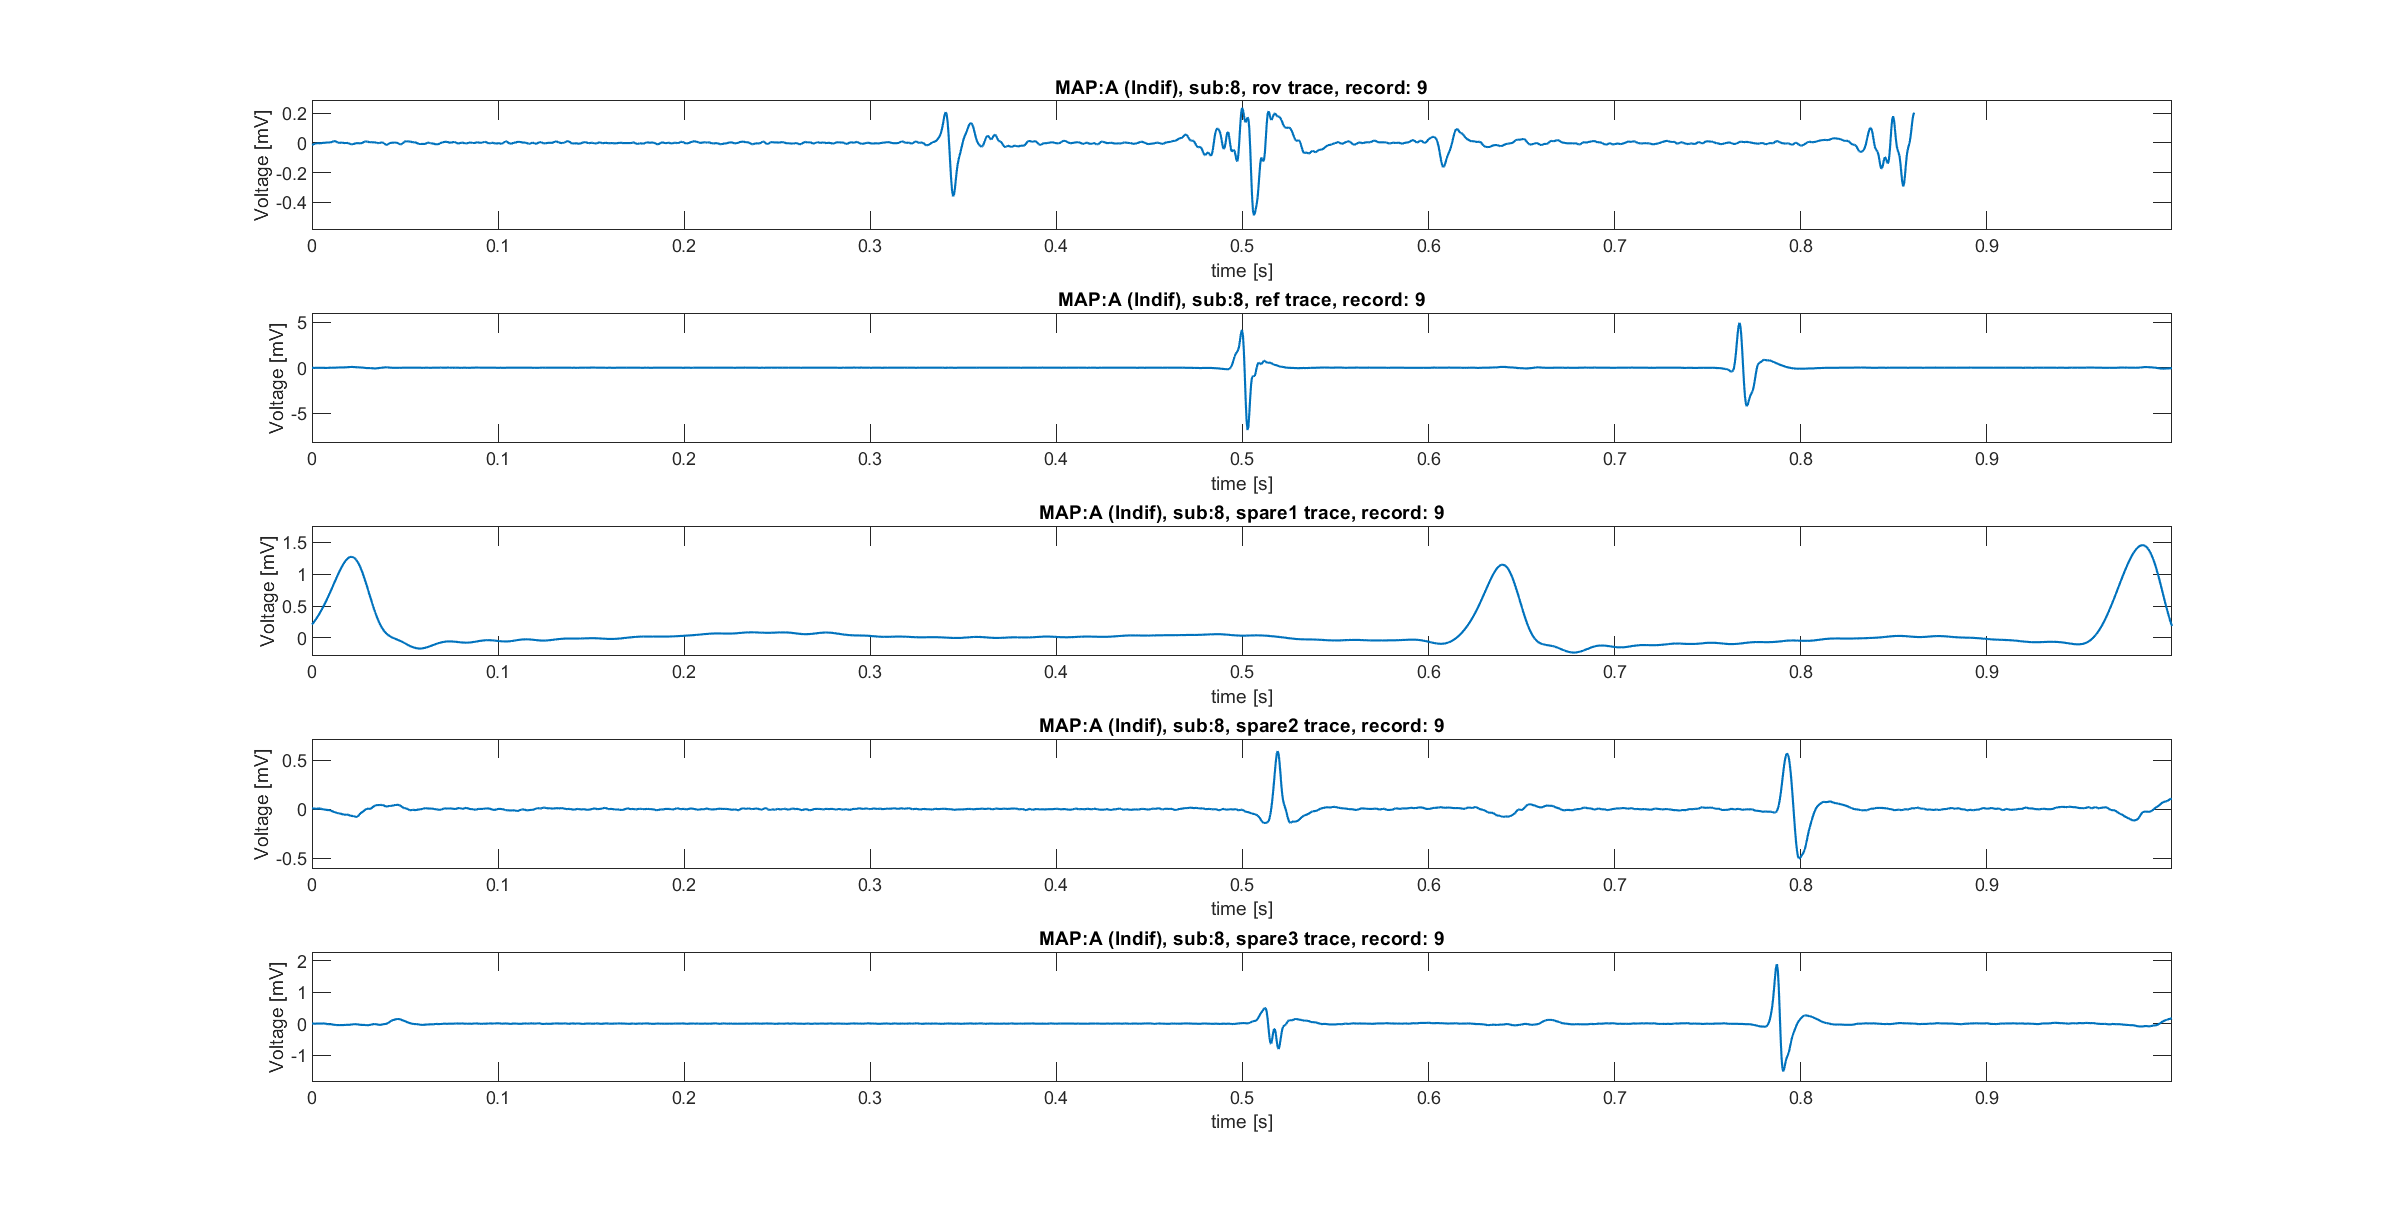 MAP:A (Indif), sub:8, rov trace, record: 9
Voltage [mV]
0.2
0
-0.2
-0.4
0 0.1 0.2 0.3 0.4 0.5 0.6 0.7 0.8 0.9
time [s]
MAP:A (Indif), sub:8, ref trace, record: 9
Voltage [mV]
5
0
-5
0 0.1 0.2 0.3 0.4 0.5 0.6 0.7 0.8 0.9
time [s]
MAP:A (Indif), sub:8, spare1 trace, record: 9
Voltage [mV]
1.5
1
0.5
0
0 0.1 0.2 0.3 0.4 0.5 0.6 0.7 0.8 0.9
time [s]
MAP:A (Indif), sub:8, spare2 trace, record: 9
Voltage [mV]
0.5
0
-0.5
0 0.1 0.2 0.3 0.4 0.5 0.6 0.7 0.8 0.9
time [s]
MAP:A (Indif), sub:8, spare3 trace, record: 9
Voltage [mV]
2
1
0
-1
0 0.1 0.2 0.3 0.4 0.5 0.6 0.7 0.8 0.9
time [s]